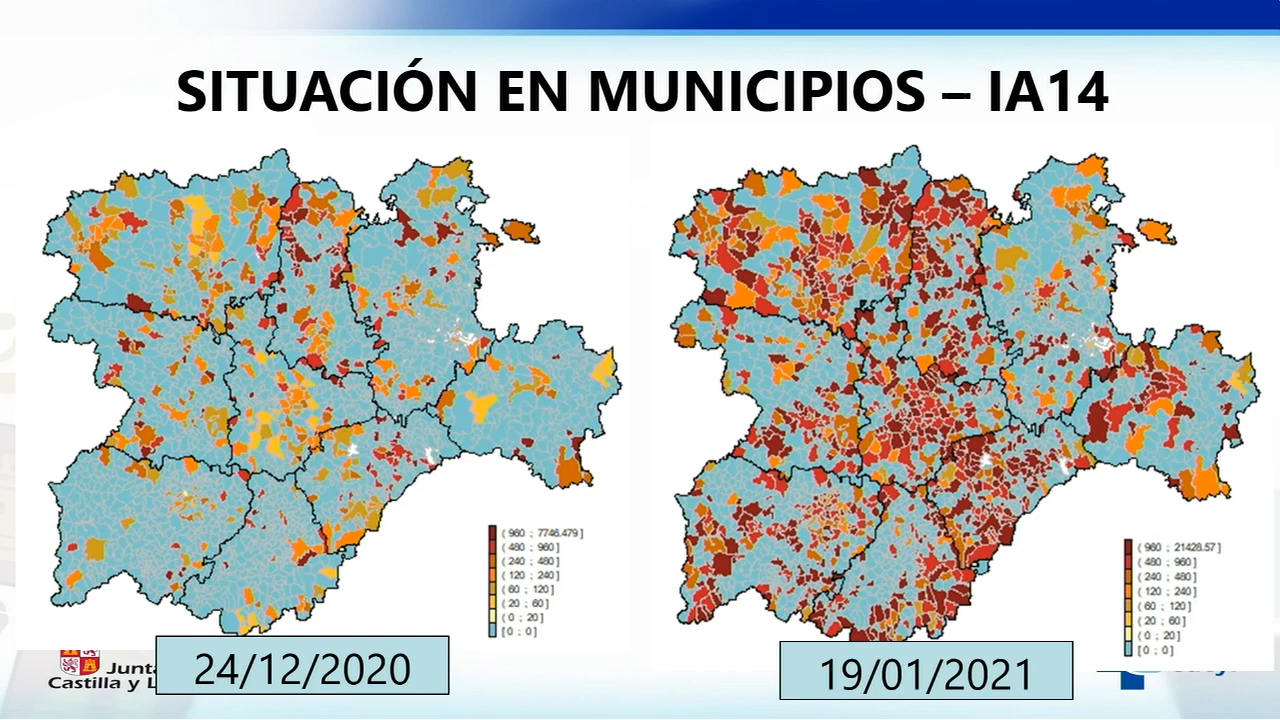 SITUACIÓN EN MUNICIPIOS – IA14
( 960 ; 7746.479 ]
( 480 ; 960 ]
( 240 ; 480 ]
( 120 ; 240 ]
( 60 ; 120 ]
( 20 ; 60 ]
( 0 ; 20 ]
[ 0 ; 0 ]
( 960 ; 21428.57 ]
( 480 ; 960 ]
( 240 ; 480 ]
( 120 ; 240 ]
( 60 ; 120 ]
( 20 ; 60 ]
( 0 ; 20 ]
[ 0 ; 0 ]
24/12/2020
19/01/2021
Junta
Castilla y L